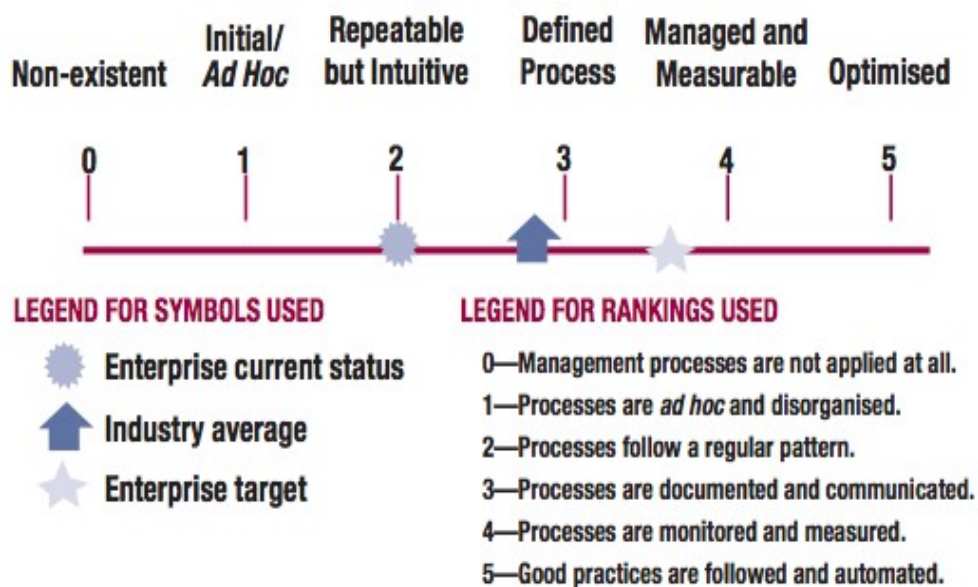 Non-existent
Initial/
Ad Hoc
Repeatable
but Intuitive
Defined
Process
Managed and
Measurable
Optimised
0 1 2 3 4 5
LEGEND FOR SYMBOLS USED
Enterprise current status
Industry average
Enterprise target
LEGEND FOR RANKINGS USED
0—Management processes are not applied at all.
1—Processes are ad hoc and disorganised.
2—Processes follow a regular pattern.
3—Processes are documented and communicated.
4—Processes are monitored and measured.
5—Good practices are followed and automated.